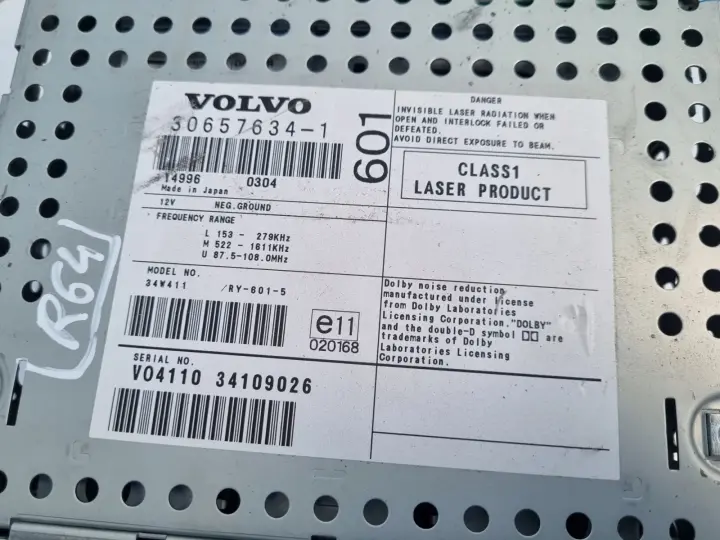 VOLVO
30657634-1
601
14996 0304
Made in Japan
12V NEG.GROUND
FREQUENCY RANGE
L 153 - 279KHz
M 522 - 1611KHz
U 87.5-108.0MHz
MODEL NO.
34W411 /RY-601-5
e11
020168
SERIAL NO.
V04110 34109026
DANGER
INVISIBLE LASER RADIATION WHEN
OPEN AND INTERLOCK FAILED OR
DEFEATED.
AVOID DIRECT EXPOSURE TO BEAM.
CLASS1
LASER PRODUCT
Dolby noise reduction
manufactured under license
from Dolby Laboratories
Licensing Corporation."DOLBY"
and the double-D symbol are
trademarks of Dolby
Laboratories Licensing
Corporation.
R64